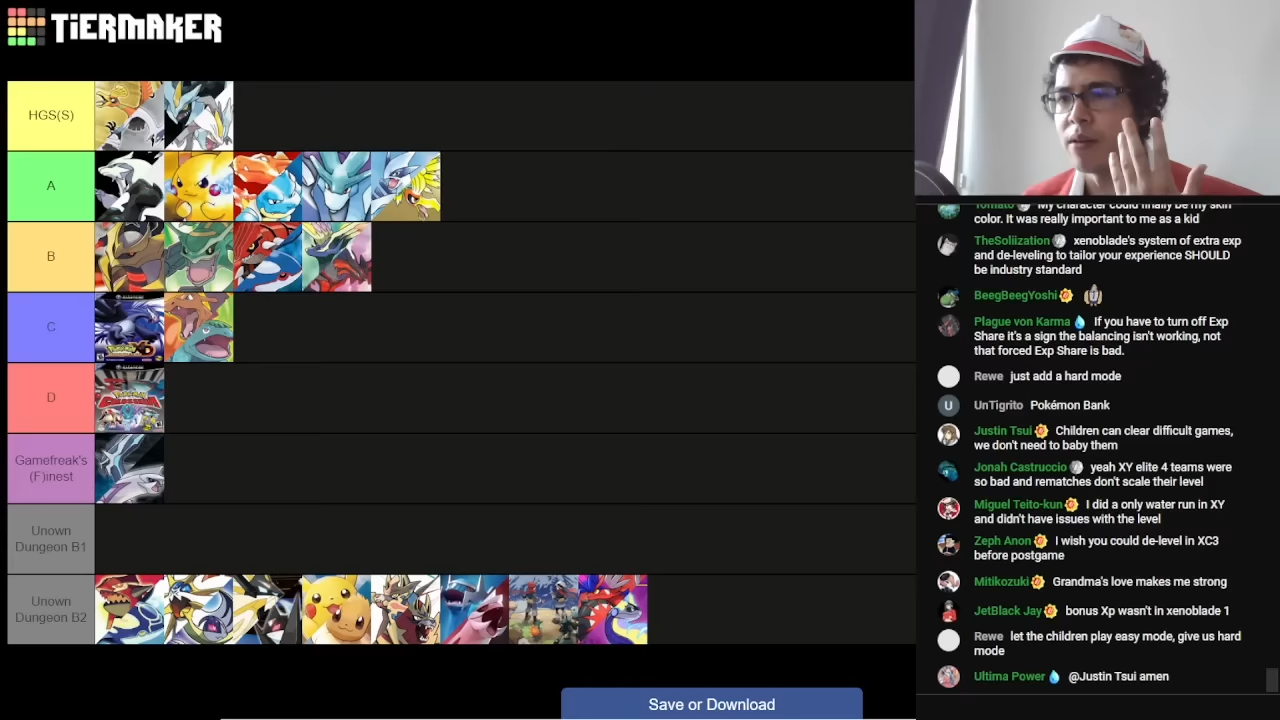 TiERMAKER
HGS(S)
A
B
C
D
Gamefreak's
(F)inest
Unown
Dungeon B1
Unown
Dungeon B2
Save or Download
Tomato My character could finally be my skin
color. It was really important to me as a kid
TheSoliization xenoblade's system of extra exp
and de-leveling to tailor your experience SHOULD
be industry standard
BeegBeegYoshi
Plague von Karma If you have to turn off Exp
Share it's a sign the balancing isn't working, not
that forced Exp Share is bad.
Rewe just add a hard mode
U UnTigrito Pokémon Bank
Justin Tsui Children can clear difficult games,
we don't need to baby them
Jonah Castruccio yeah XY elite 4 teams were
so bad and rematches don't scale their level
Miguel Teito-kun I did a only water run in XY
and didn't have issues with the level
Zeph Anon I wish you could de-level in XC3
before postgame
Mitikozuki Grandma's love makes me strong
JetBlack Jay bonus Xp wasn't in xenoblade 1
Rewe let the children play easy mode, give us hard
mode
Ultima Power @Justin Tsui amen